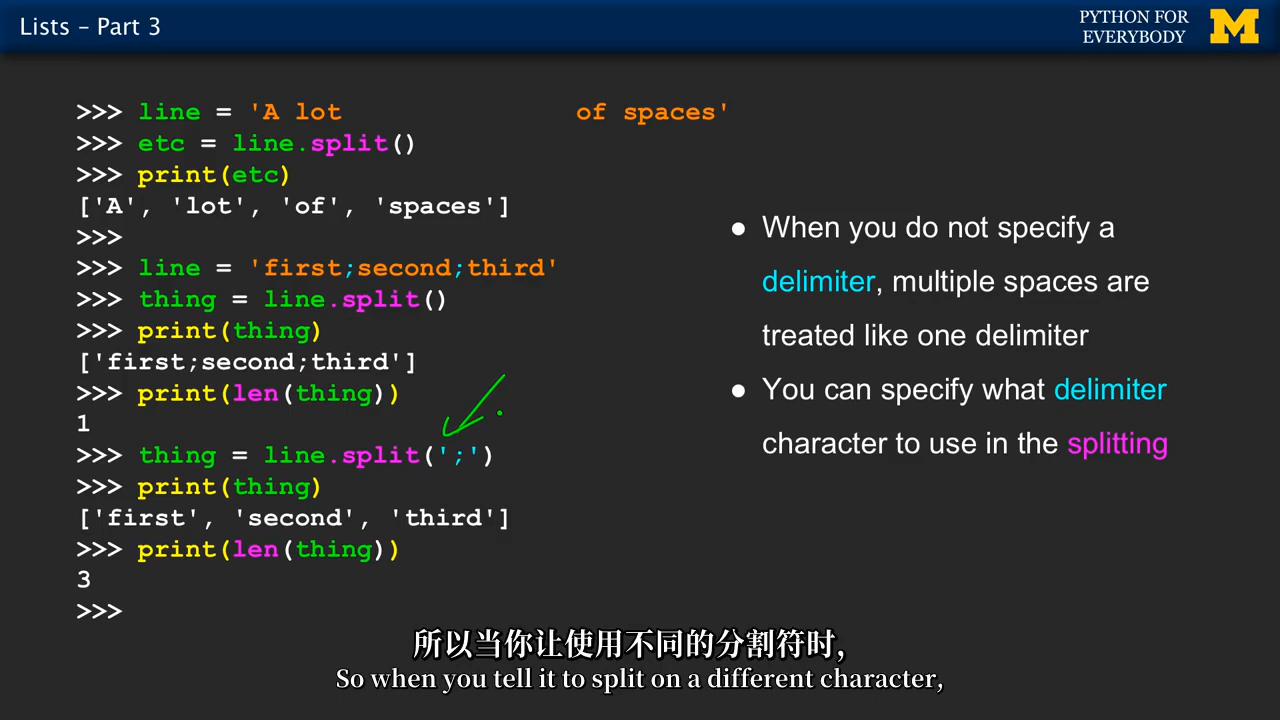 Lists – Part 3
PYTHON FOR
EVERYBODY
M
>>> line = 'A lot               of spaces'
>>> etc = line.split()
>>> print(etc)
['A', 'lot', 'of', 'spaces']
>>>
>>> line = 'first;second;third'
>>> thing = line.split()
>>> print(thing)
['first;second;third']
>>> print(len(thing))
1
>>> thing = line.split(';')
>>> print(thing)
['first', 'second', 'third']
>>> print(len(thing))
3
>>>
● When you do not specify a
delimiter, multiple spaces are
treated like one delimiter
● You can specify what delimiter
character to use in the splitting
所以当你让使用不同的分割符时,
So when you tell it to split on a different character,